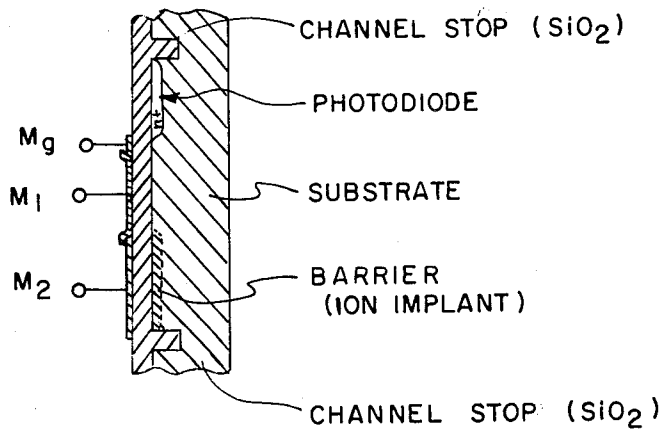 CHANNEL STOP (SiO2)
PHOTODIODE
n+
Mg
M1
SUBSTRATE
M2
BARRIER
(ION IMPLANT)
CHANNEL STOP (SiO2)